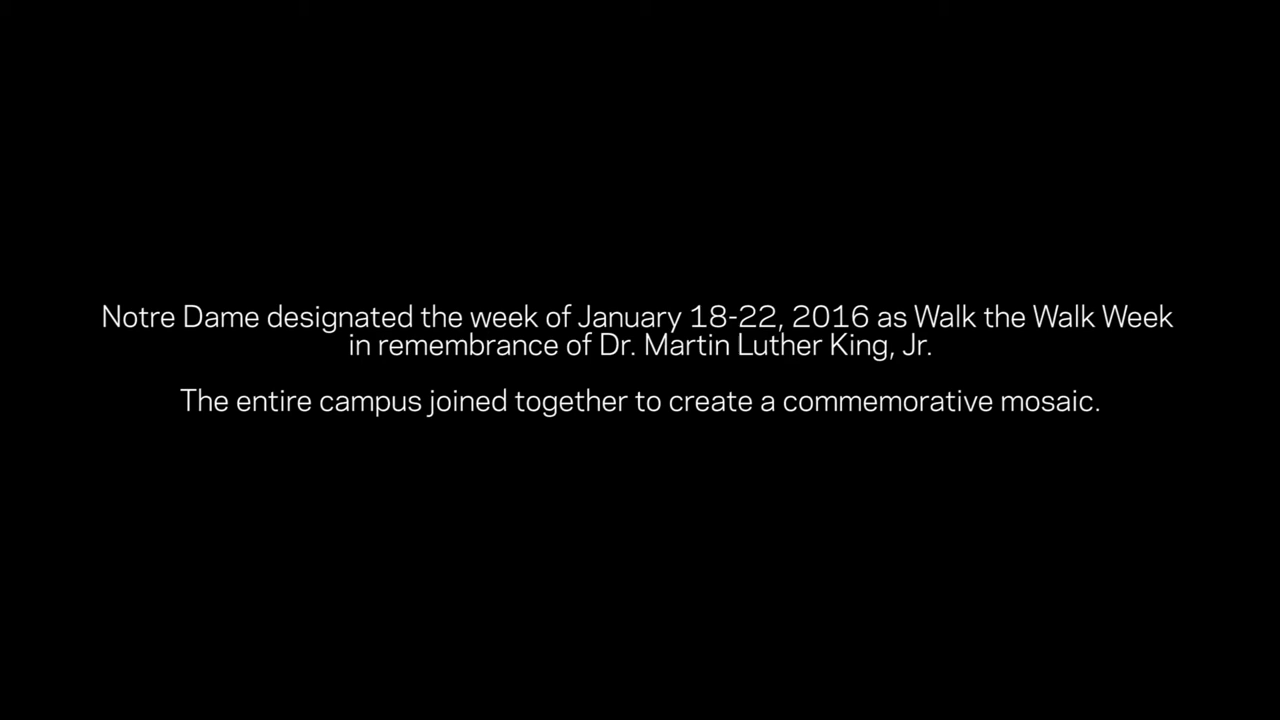 Notre Dame designated the week of January 18-22, 2016 as Walk the Walk Week
in remembrance of Dr. Martin Luther King, Jr.
The entire campus joined together to create a commemorative mosaic.